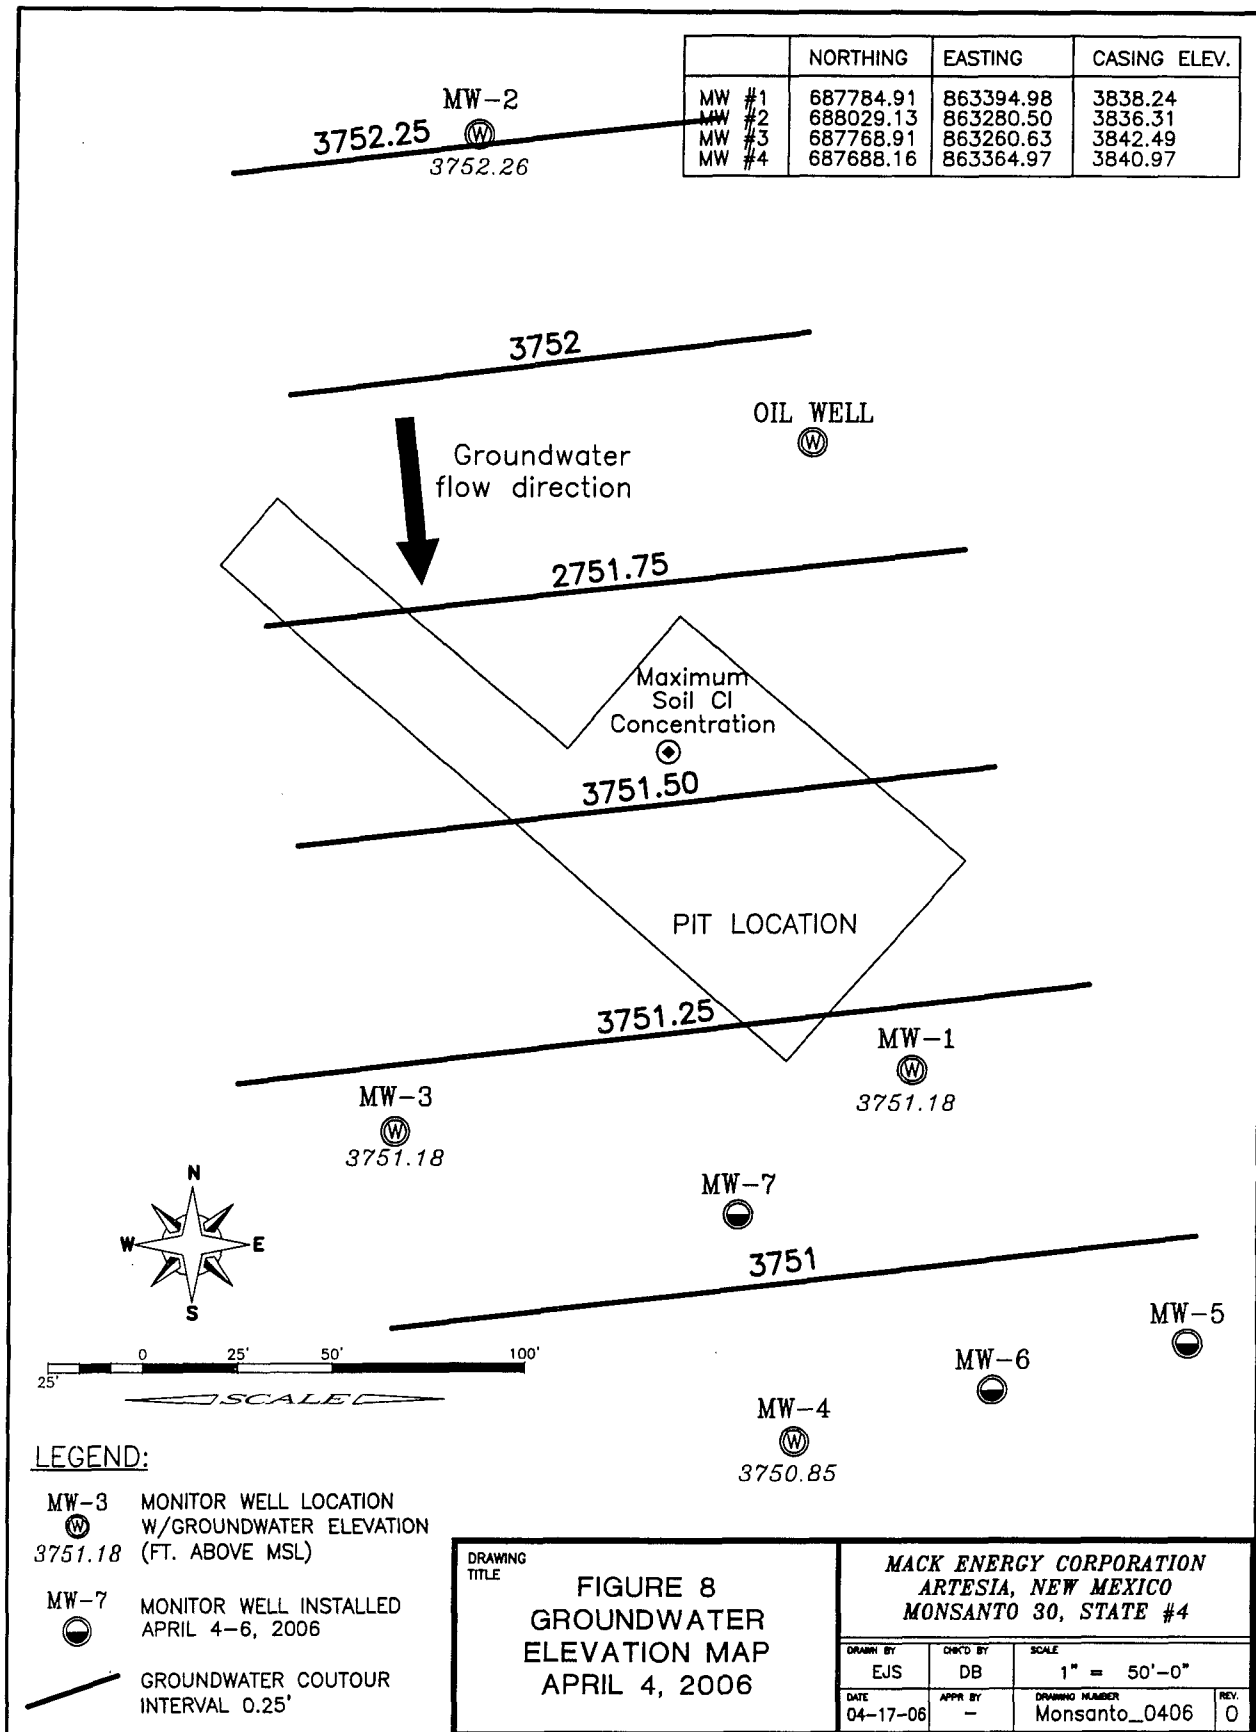 NORTHING EASTING CASING ELEV.
MW #1 687784.91 863394.98 3838.24
MW #2 688029.13 863280.50 3836.31
MW #3 687768.91 863260.63 3842.49
MW #4 687688.16 863364.97 3840.97
MW-2
3752.25
W
3752.26
3752
OIL WELL
W
Groundwater
flow direction
2751.75
Maximum
Soil Cl
Concentration
3751.50
PIT LOCATION
3751.25
MW-1
W
3751.18
MW-3
W
3751.18
MW-7
N
W E
S
3751
MW-5
MW-6
MW-4
W
3750.85
25' 0 25' 50' 100'
SCALE
LEGEND:
MW-3 MONITOR WELL LOCATION
W W/GROUNDWATER ELEVATION
3751.18 (FT. ABOVE MSL)
MW-7 MONITOR WELL INSTALLED
APRIL 4-6, 2006
GROUNDWATER COUTOUR
INTERVAL 0.25'
DRAWING
TITLE
FIGURE 8
GROUNDWATER
ELEVATION MAP
APRIL 4, 2006
MACK ENERGY CORPORATION
ARTESIA, NEW MEXICO
MONSANTO 30, STATE #4
DRAWN BY CHK'D BY SCALE
EJS DB 1" = 50'-0"
DATE APPR BY DRAWING NUMBER REV.
04-17-06 - Monsanto_0406 0